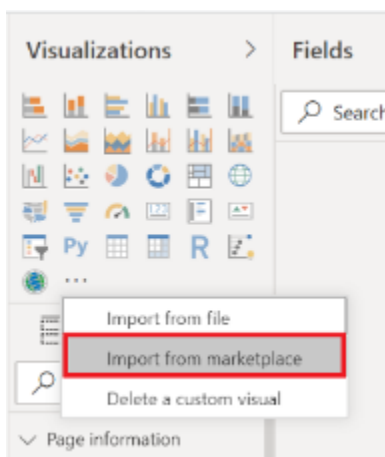 Visualizations > Fields
Search
Py R
...
Import from file
Import from marketplace
Delete a custom visual
Page information